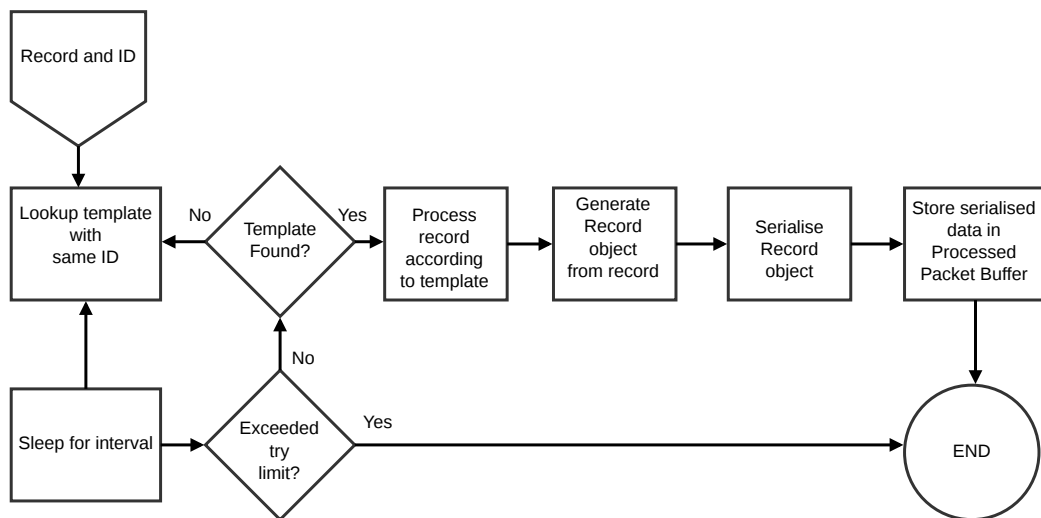 Record and ID
Lookup template
with
same ID
No
Template
Found?
Yes
Process
record
according
to template
Generate
Record
object
from record
Serialise
Record
object
Store serialised
data in
Processed
Packet Buffer
No
Sleep for interval
Exceeded
try
limit?
Yes
END